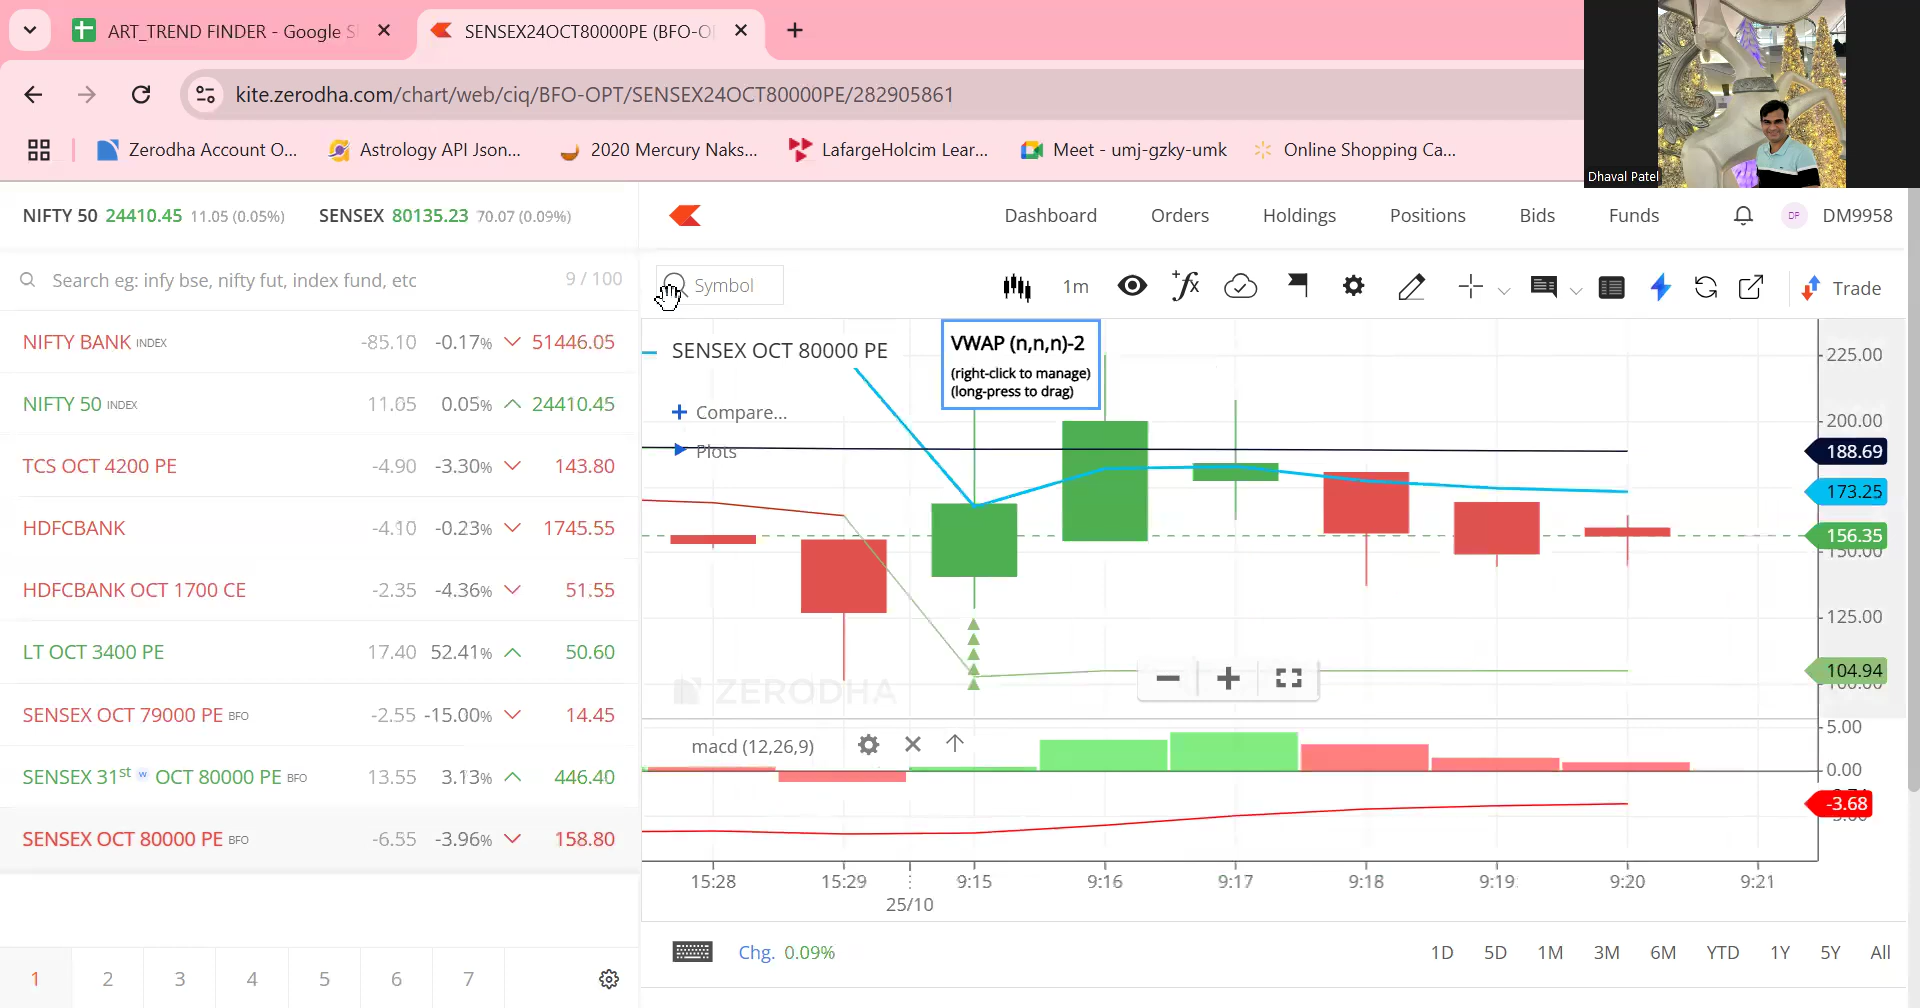 ART_TREND FINDER - Google S
SENSEX24OCT80000PE (BFO-O
kite.zerodha.com/chart/web/ciq/BFO-OPT/SENSEX24OCT80000PE/282905861
Zerodha Account O...
Astrology API Json...
2020 Mercury Naks...
LafargeHolcim Lear...
Meet - umj-gzky-umk
Online Shopping Ca...
Dhaval Patel
NIFTY 50 24410.45 11.05 (0.05%)
SENSEX 80135.23 70.07 (0.09%)
Dashboard
Orders
Holdings
Positions
Bids
Funds
DP
DM9958
Search eg: infy bse, nifty fut, index fund, etc
9 / 100
Symbol
1m
Trade
NIFTY BANK INDEX -85.10 -0.17% 51446.05
NIFTY 50 INDEX 11.05 0.05% 24410.45
TCS OCT 4200 PE -4.90 -3.30% 143.80
HDFCBANK -4.10 -0.23% 1745.55
HDFCBANK OCT 1700 CE -2.35 -4.36% 51.55
LT OCT 3400 PE 17.40 52.41% 50.60
SENSEX OCT 79000 PE BFO -2.55 -15.00% 14.45
SENSEX 31st w OCT 80000 PE BFO 13.55 3.13% 446.40
SENSEX OCT 80000 PE BFO -6.55 -3.96% 158.80
1 2 3 4 5 6 7
SENSEX OCT 80000 PE
VWAP (n,n,n)-2
(right-click to manage)
(long-press to drag)
Compare...
Plots
225.00
200.00
188.69
173.25
156.35
150.00
125.00
104.94
100.00
ZERODHA
macd (12,26,9)
5.00
0.00
-3.68
15:28 15:29 9:15 9:16 9:17 9:18 9:19 9:20 9:21
25/10
Chg. 0.09%
1D 5D 1M 3M 6M YTD 1Y 5Y All